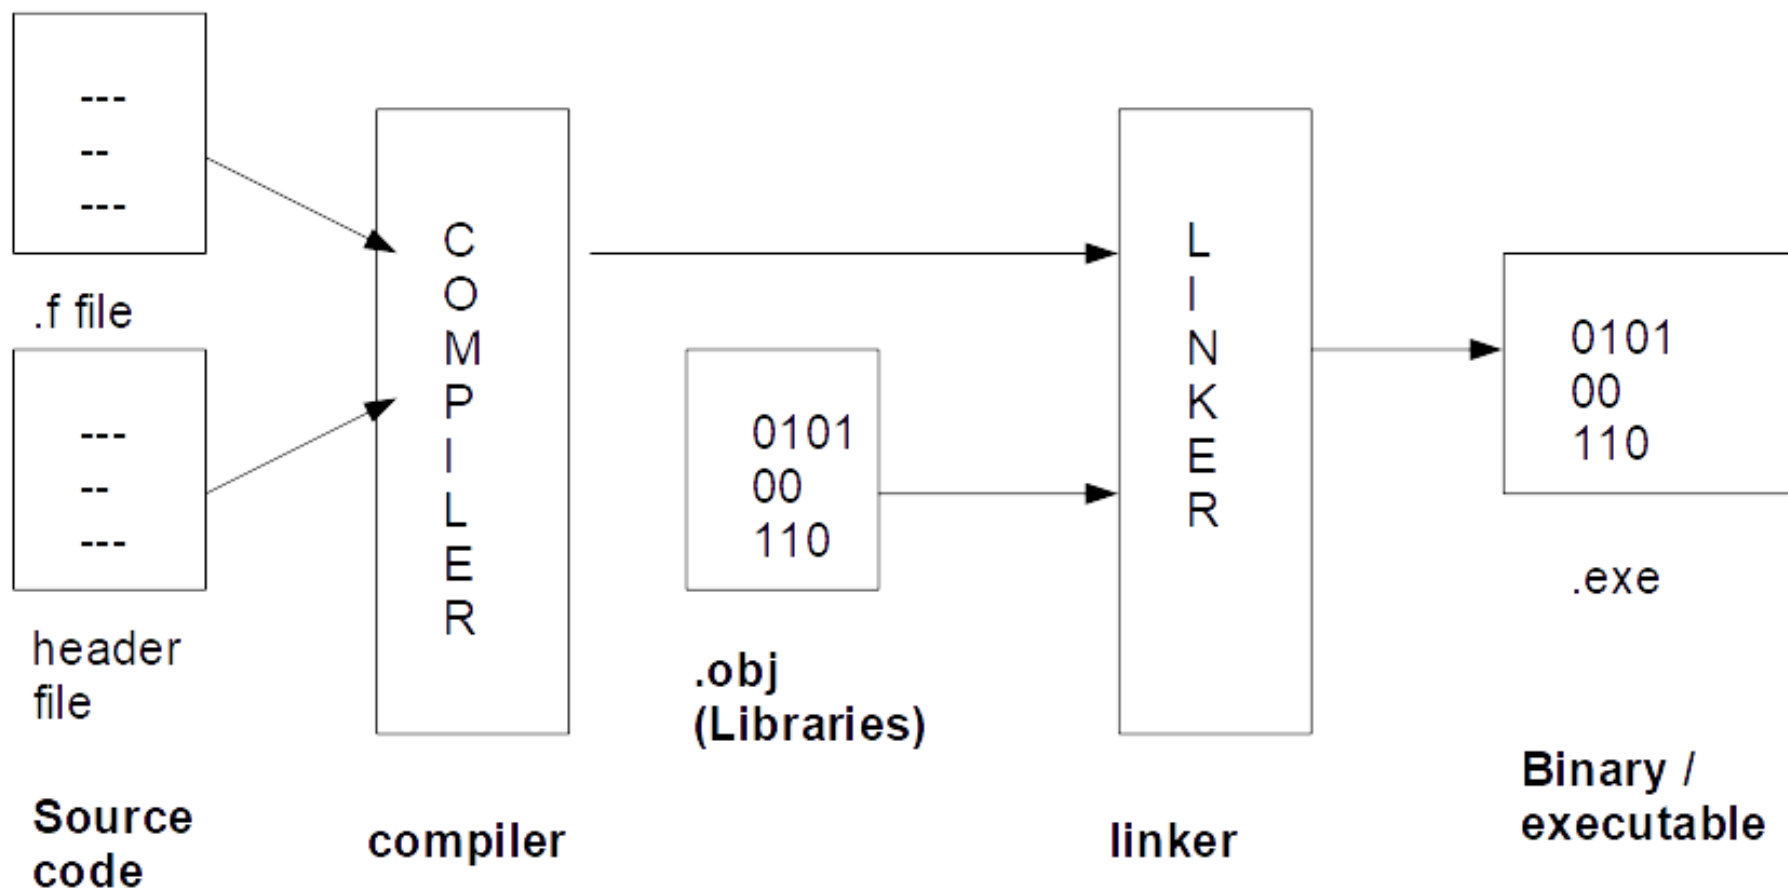 ---
--
---
.f file
---
--
---
header
file
Source
code
C
O
M
P
I
L
E
R
compiler
0101
00
110
.obj
(Libraries)
L
I
N
K
E
R
linker
0101
00
110
.exe
Binary /
executable